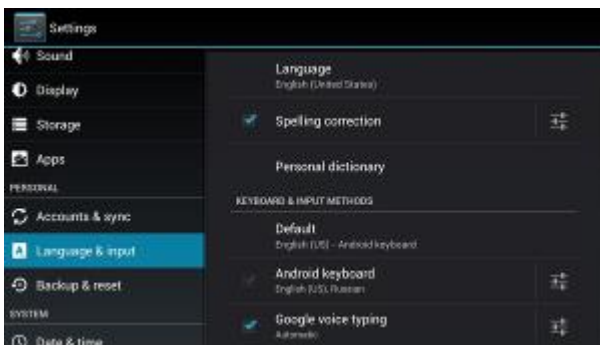 Settings
Sound
Display
Storage
Apps
PERSONAL
Accounts & sync
Language & input
Backup & reset
SYSTEM
Date & time
Language
English (United States)
Spelling correction
Personal dictionary
KEYBOARD & INPUT METHODS
Default
English (US) - Android keyboard
Android keyboard
English (US), Russian
Google voice typing
Automatic